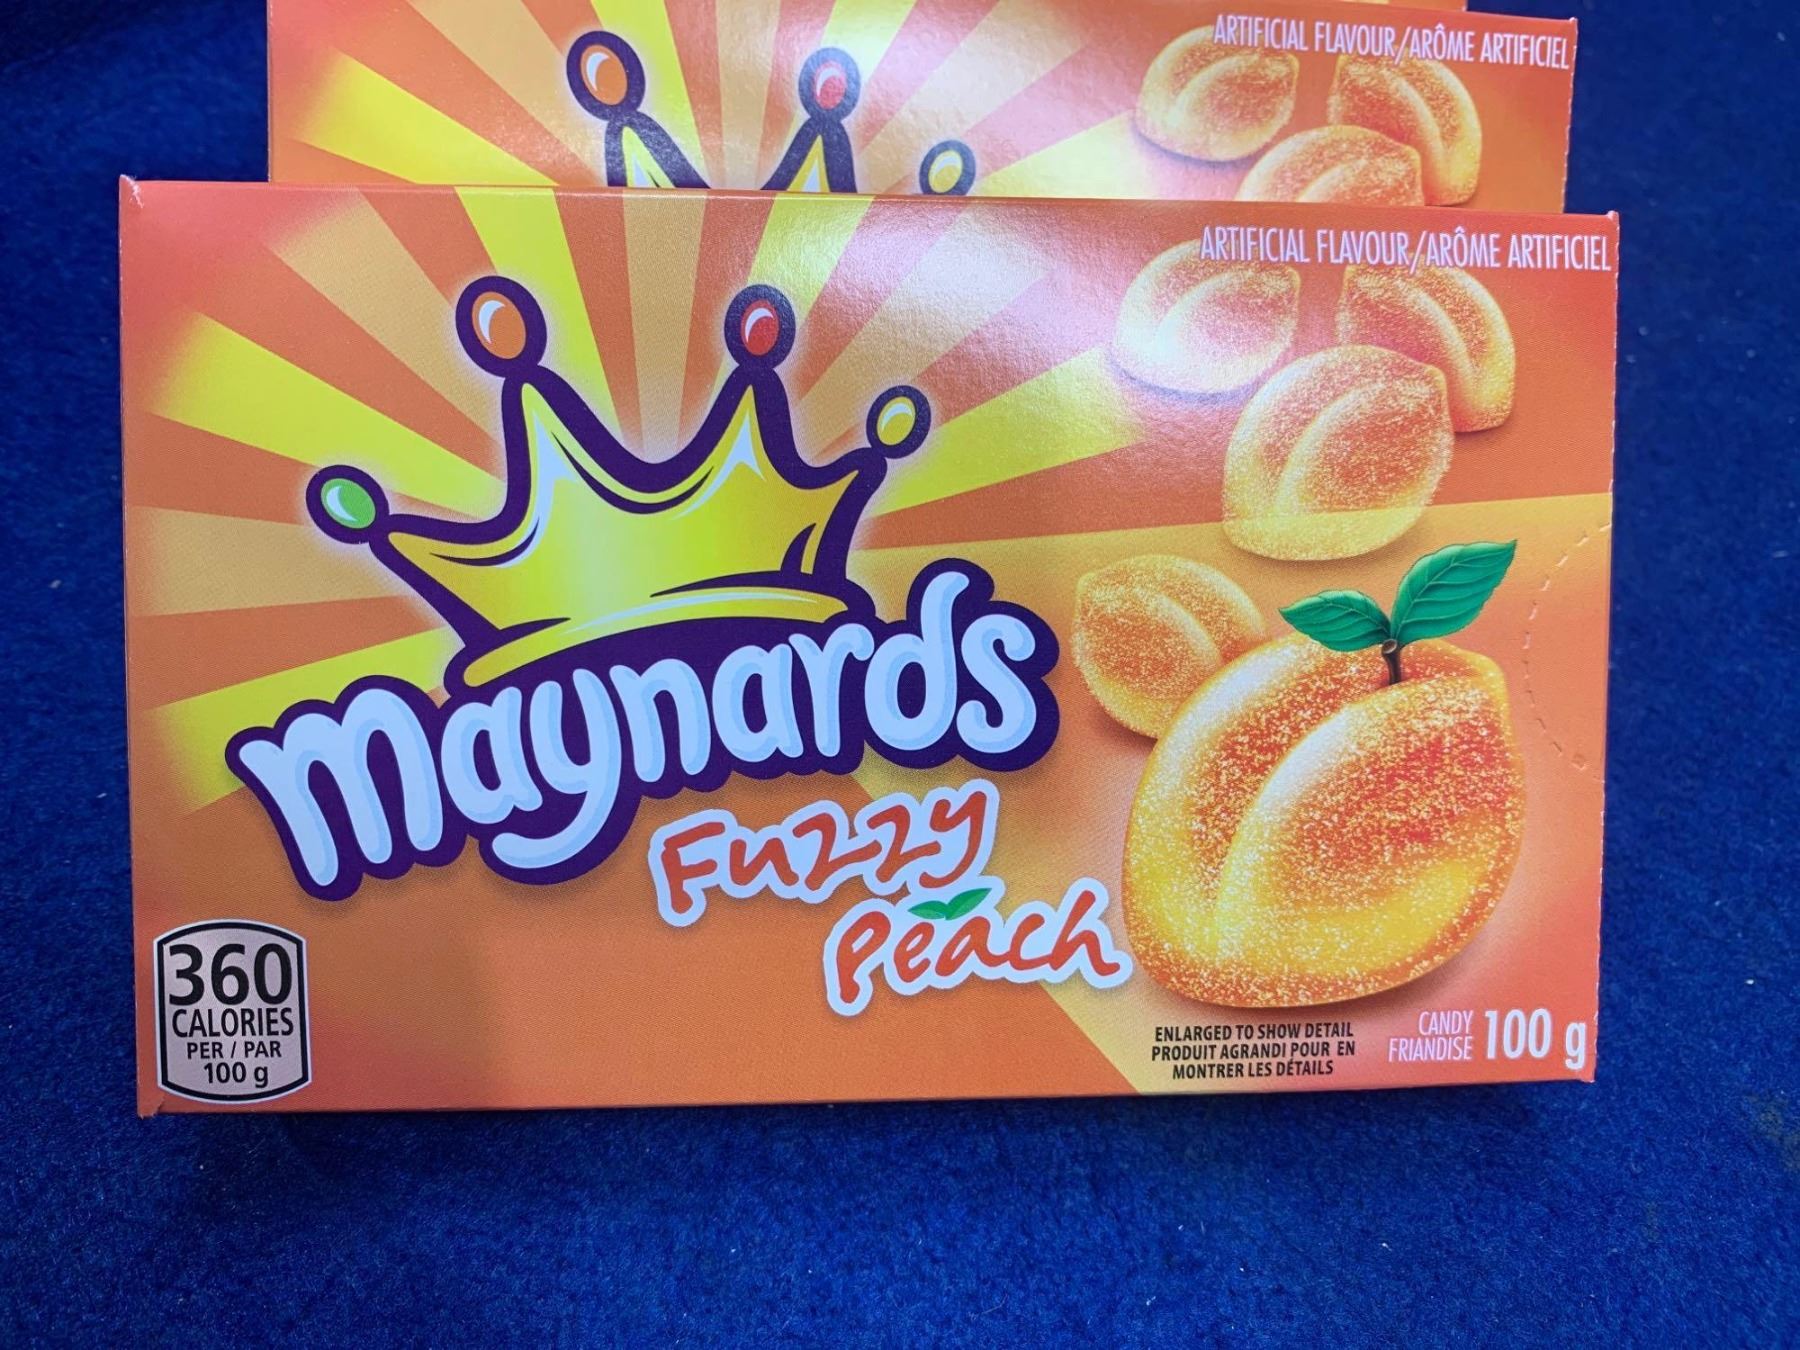 ARTIFICIAL FLAVOUR/ARÔME ARTIFICIEL
ARTIFICIAL FLAVOUR/ARÔME ARTIFICIEL
maynards
Fuzzy
Peach
360
CALORIES
PER / PAR
100 g
ENLARGED TO SHOW DETAIL
PRODUIT AGRANDI POUR EN
MONTRER LES DÉTAILS
CANDY
FRIANDISE
100 g